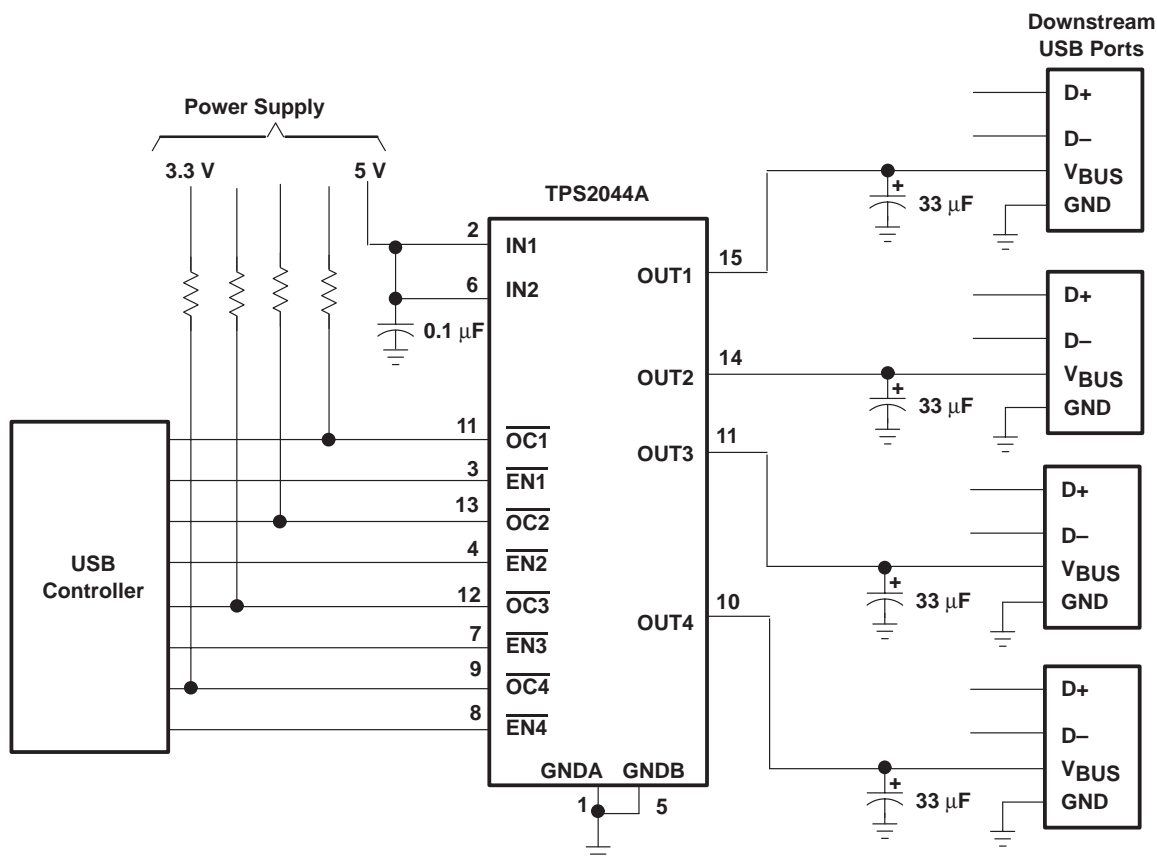 Downstream
USB Ports
Power Supply
3.3 V
5 V
TPS2044A
2
IN1
6
IN2
0.1 μF
11
OC1
3
EN1
13
OC2
4
EN2
12
OC3
7
EN3
9
OC4
8
EN4
USB
Controller
GNDA
GNDB
1
5
OUT1
15
OUT2
14
OUT3
11
OUT4
10
+
33 μF
D+
D–
VBUS
GND
+
33 μF
D+
D–
VBUS
GND
+
33 μF
D+
D–
VBUS
GND
+
33 μF
D+
D–
VBUS
GND